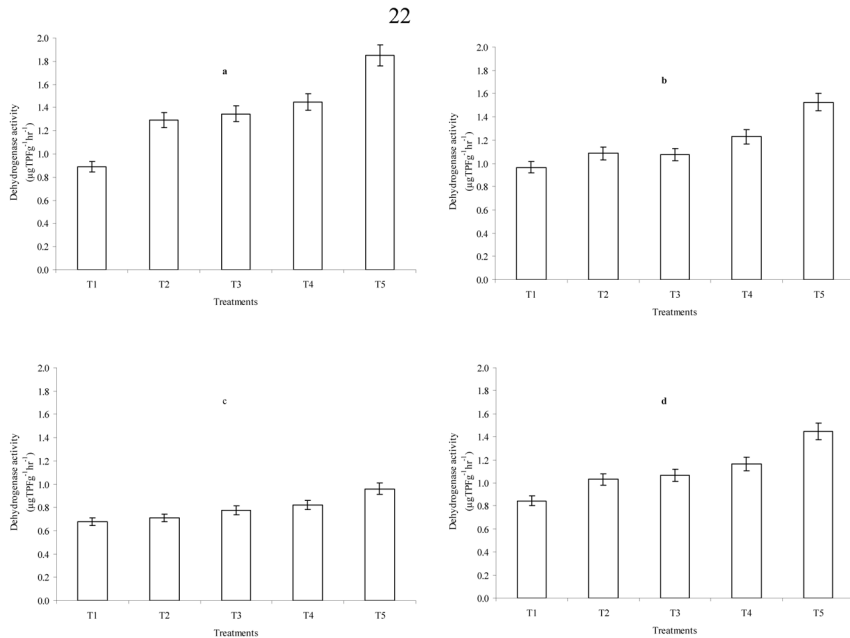 22
2.0
1.8
1.6
1.4
1.2
1.0
0.8
0.6
0.4
0.2
0.0
Dehydrogenase activity
(µgTPFg⁻¹hr⁻¹)
a
T1 T2 T3 T4 T5
Treatments
2.0
1.8
1.6
1.4
1.2
1.0
0.8
0.6
0.4
0.2
0.0
Dehydrogenase activity
(µgTPFg⁻¹hr⁻¹)
b
T1 T2 T3 T4 T5
Treatments
2.0
1.8
1.6
1.4
1.2
1.0
0.8
0.6
0.4
0.2
0.0
Dehydrogenase activity
(µgTPFg⁻¹hr⁻¹)
c
T1 T2 T3 T4 T5
Treatments
2.0
1.8
1.6
1.4
1.2
1.0
0.8
0.6
0.4
0.2
0.0
Dehydrogenase activity
(µgTPFg⁻¹hr⁻¹)
d
T1 T2 T3 T4 T5
Treatments